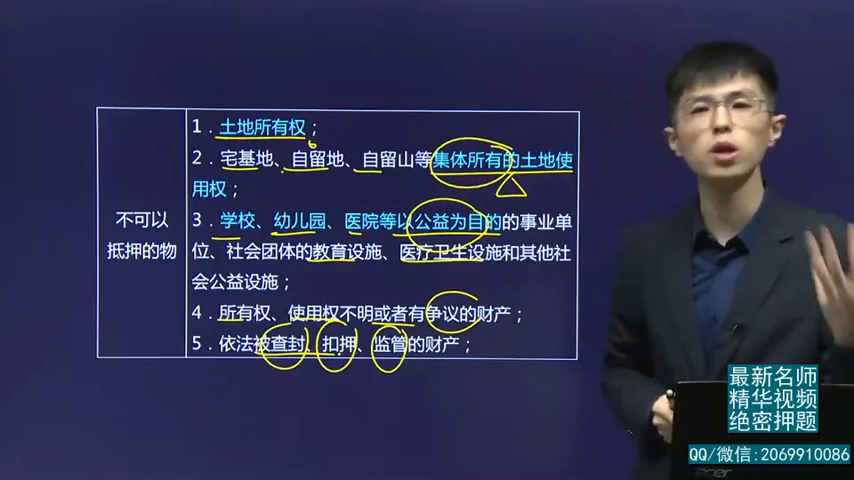 不可以
抵押的物
1．土地所有权；
2．宅基地、自留地、自留山等集体所有的土地使
用权；
3．学校、幼儿园、医院等以公益为目的的事业单
位、社会团体的教育设施、医疗卫生设施和其他社
会公益设施；
4．所有权、使用权不明或者有争议的财产；
5．依法被查封、扣押、监管的财产；
最新名师
精华视频
绝密押题
QQ/微信:2069910086
acer